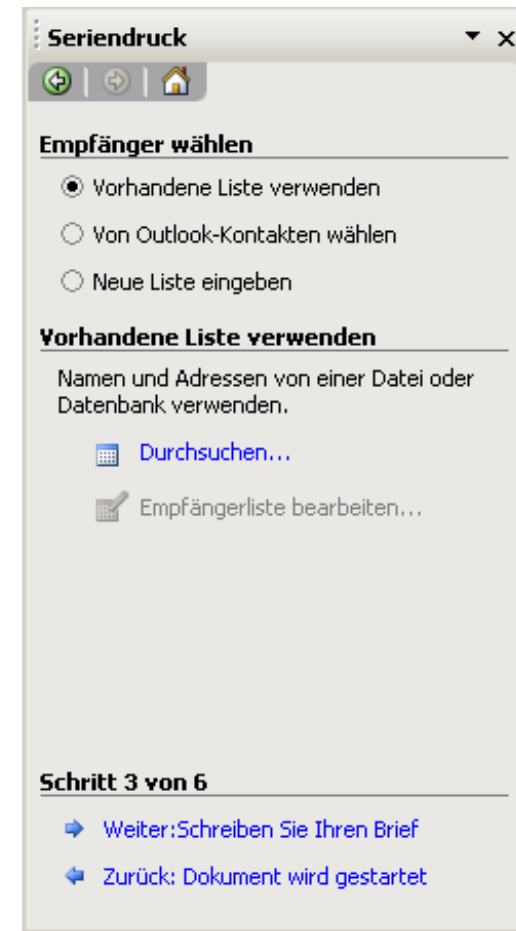 Seriendruck
Empfänger wählen
Vorhandene Liste verwenden
Von Outlook-Kontakten wählen
Neue Liste eingeben
Vorhandene Liste verwenden
Namen und Adressen von einer Datei oder
Datenbank verwenden.
Durchsuchen...
Empfängerliste bearbeiten...
Schritt 3 von 6
Weiter:Schreiben Sie Ihren Brief
Zurück: Dokument wird gestartet